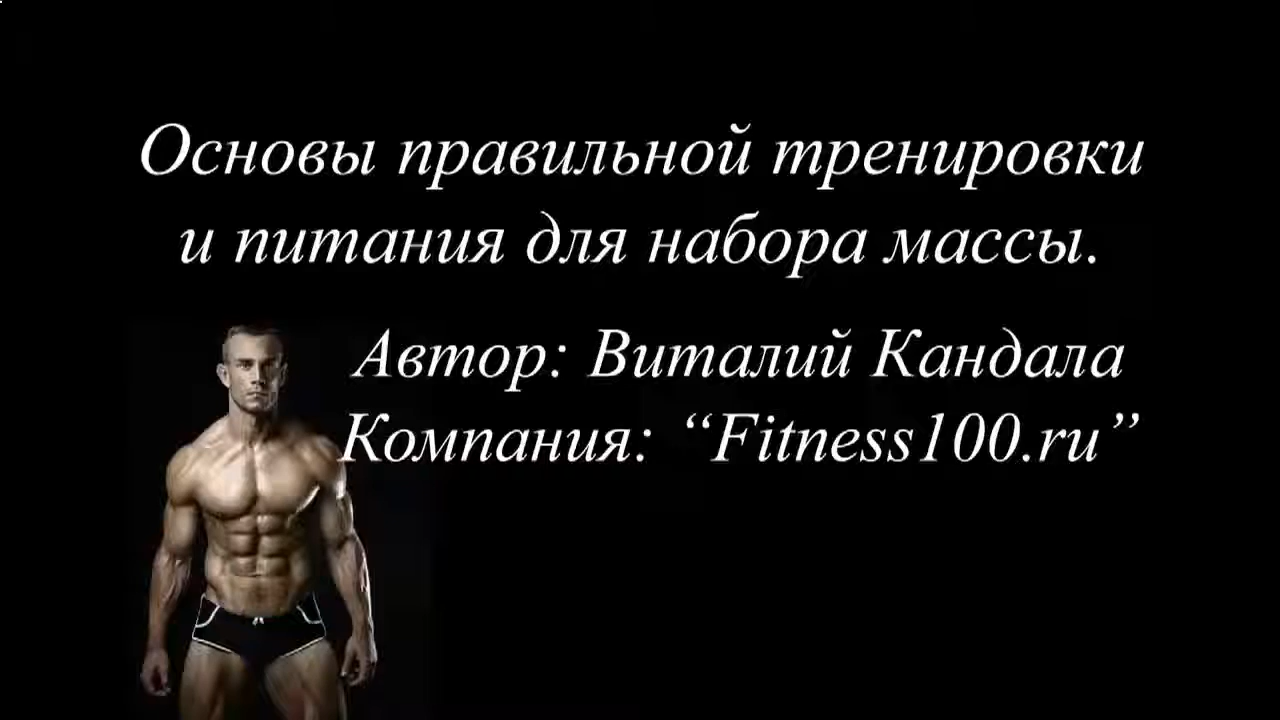 Основы правильной тренировки
и питания для набора массы.
Автор: Виталий Кандала
Компания: “Fitness100.ru”